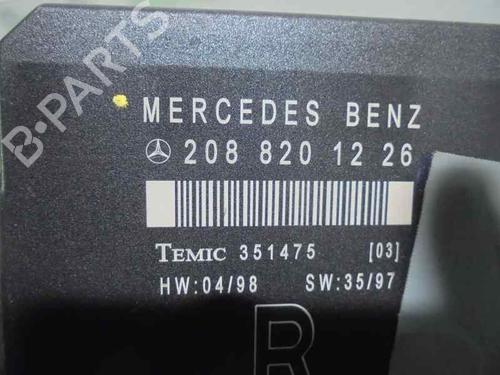 B-PARTS
MERCEDES BENZ
208 820 12 26
TEMIC 351475 [03]
HW:04/98 SW:35/97
R